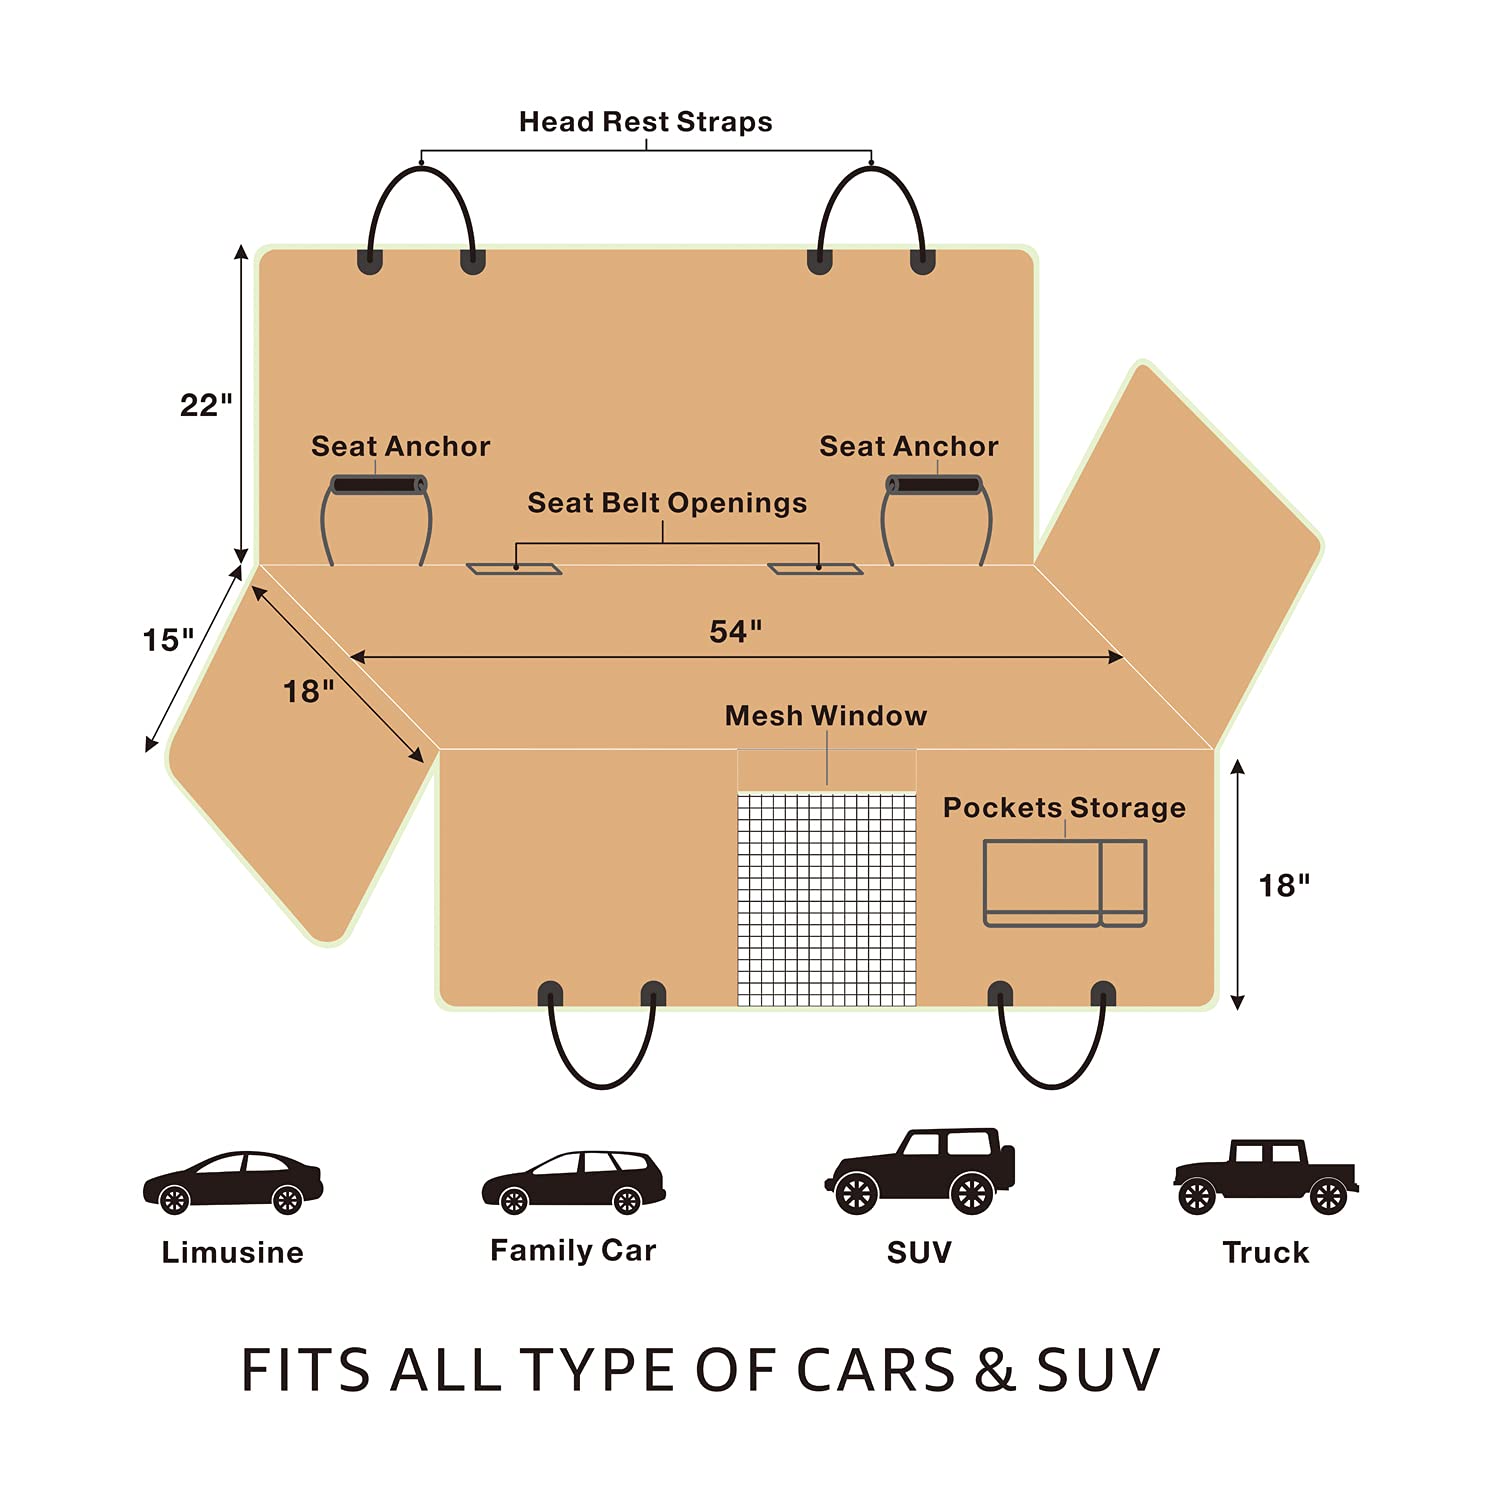 Head Rest Straps
22"
Seat Anchor
Seat Anchor
Seat Belt Openings
15"
54"
18"
Mesh Window
Pockets Storage
18"
Limusine
Family Car
SUV
Truck
FITS ALL TYPE OF CARS & SUV